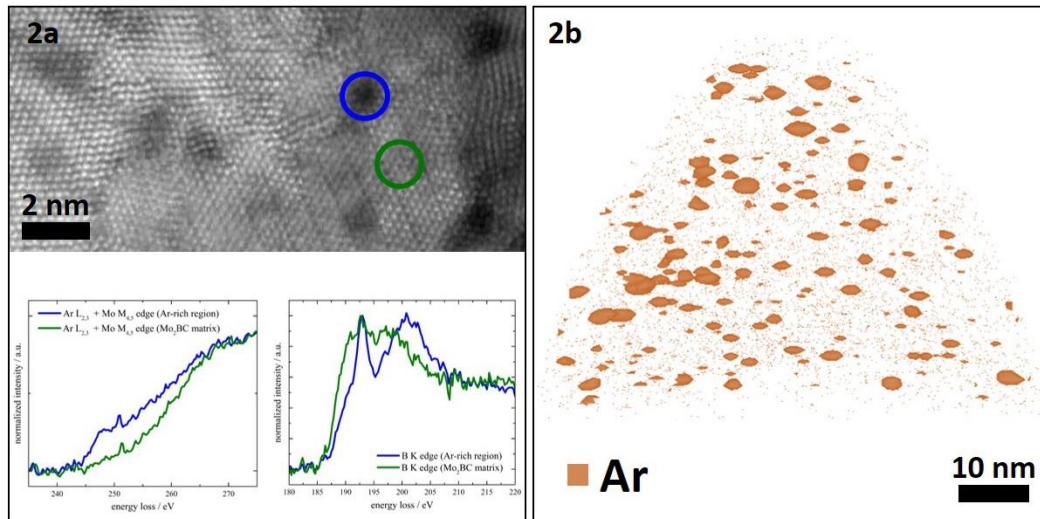 2a
2 nm
Ar L2,3 + Mo M4,5 edge (Ar-rich region)
Ar L2,3 + Mo M4,5 edge (Mo2BC matrix)
normalized intensity / a.u.
240 250 260 270
energy loss / eV
B K edge (Ar-rich region)
B K edge (Mo2BC matrix)
normalized intensity / a.u.
180 185 190 195 200 205 210 215 220
energy loss / eV
2b
Ar
10 nm